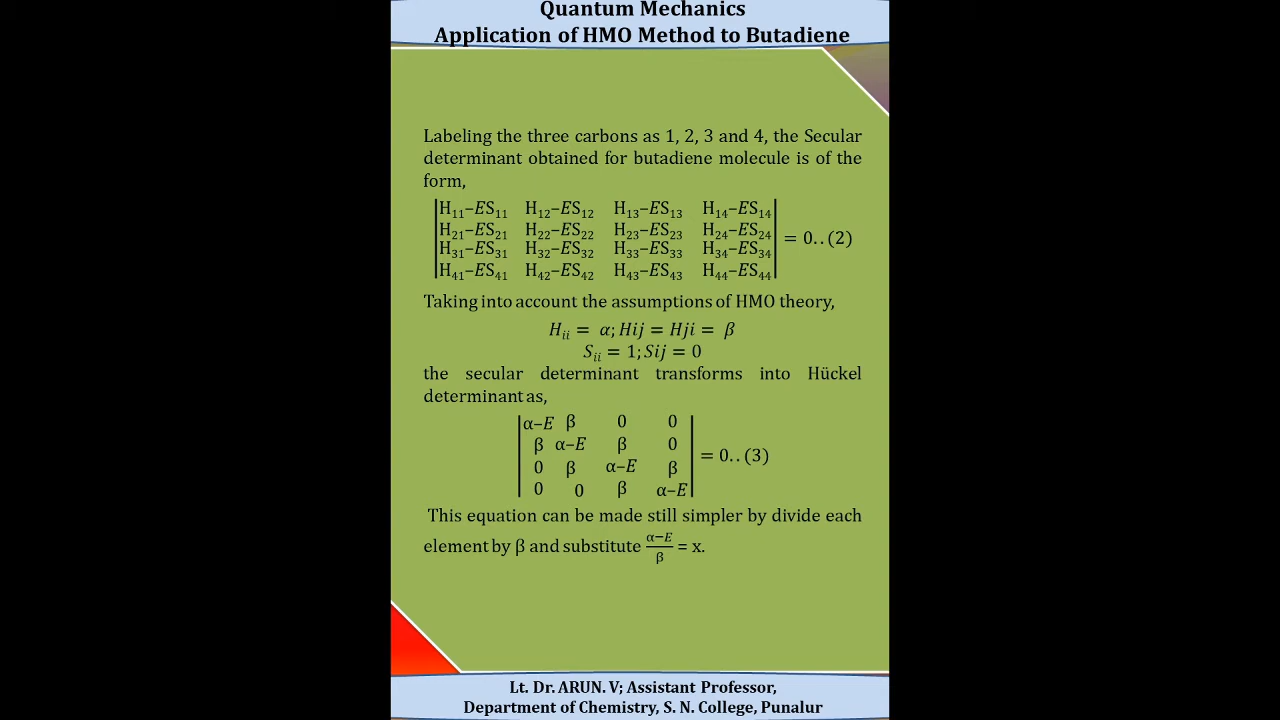 Quantum Mechanics
Application of HMO Method to Butadiene
Labeling the three carbons as 1, 2, 3 and 4, the Secular
determinant obtained for butadiene molecule is of the
form,
|H₁₁–ES₁₁ H₁₂–ES₁₂ H₁₃–ES₁₃ H₁₄–ES₁₄|
|H₂₁–ES₂₁ H₂₂–ES₂₂ H₂₃–ES₂₃ H₂₄–ES₂₄|
|H₃₁–ES₃₁ H₃₂–ES₃₂ H₃₃–ES₃₃ H₃₄–ES₃₄| = 0..(2)
|H₄₁–ES₄₁ H₄₂–ES₄₂ H₄₃–ES₄₃ H₄₄–ES₄₄|
Taking into account the assumptions of HMO theory,
Hᵢᵢ = α; Hij = Hji = β
Sᵢᵢ = 1; Sij = 0
the secular determinant transforms into Hückel
determinant as,
|α–E β 0 0|
|β α–E β 0|
|0 β α–E β| = 0..(3)
|0 0 β α–E|
This equation can be made still simpler by divide each
element by β and substitute (α–E)/β = x.
Lt. Dr. ARUN. V; Assistant Professor,
Department of Chemistry, S. N. College, Punalur